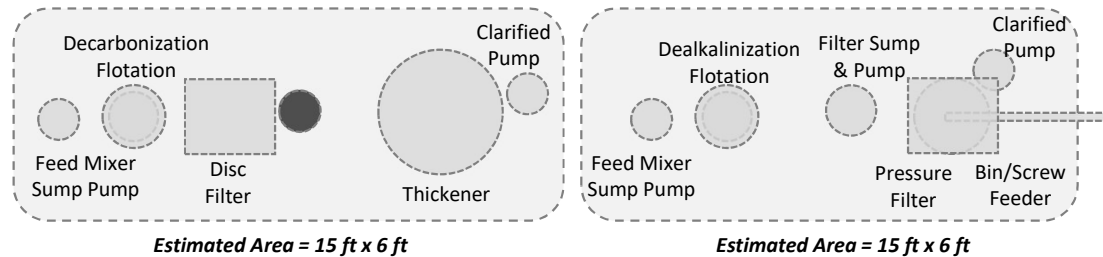 Decarbonization
Flotation
Clarified
Pump
Feed Mixer
Sump Pump
Disc
Filter
Thickener
Estimated Area = 15 ft x 6 ft
Dealkalinization
Flotation
Filter Sump
& Pump
Clarified
Pump
Feed Mixer
Sump Pump
Pressure
Filter
Bin/Screw
Feeder
Estimated Area = 15 ft x 6 ft